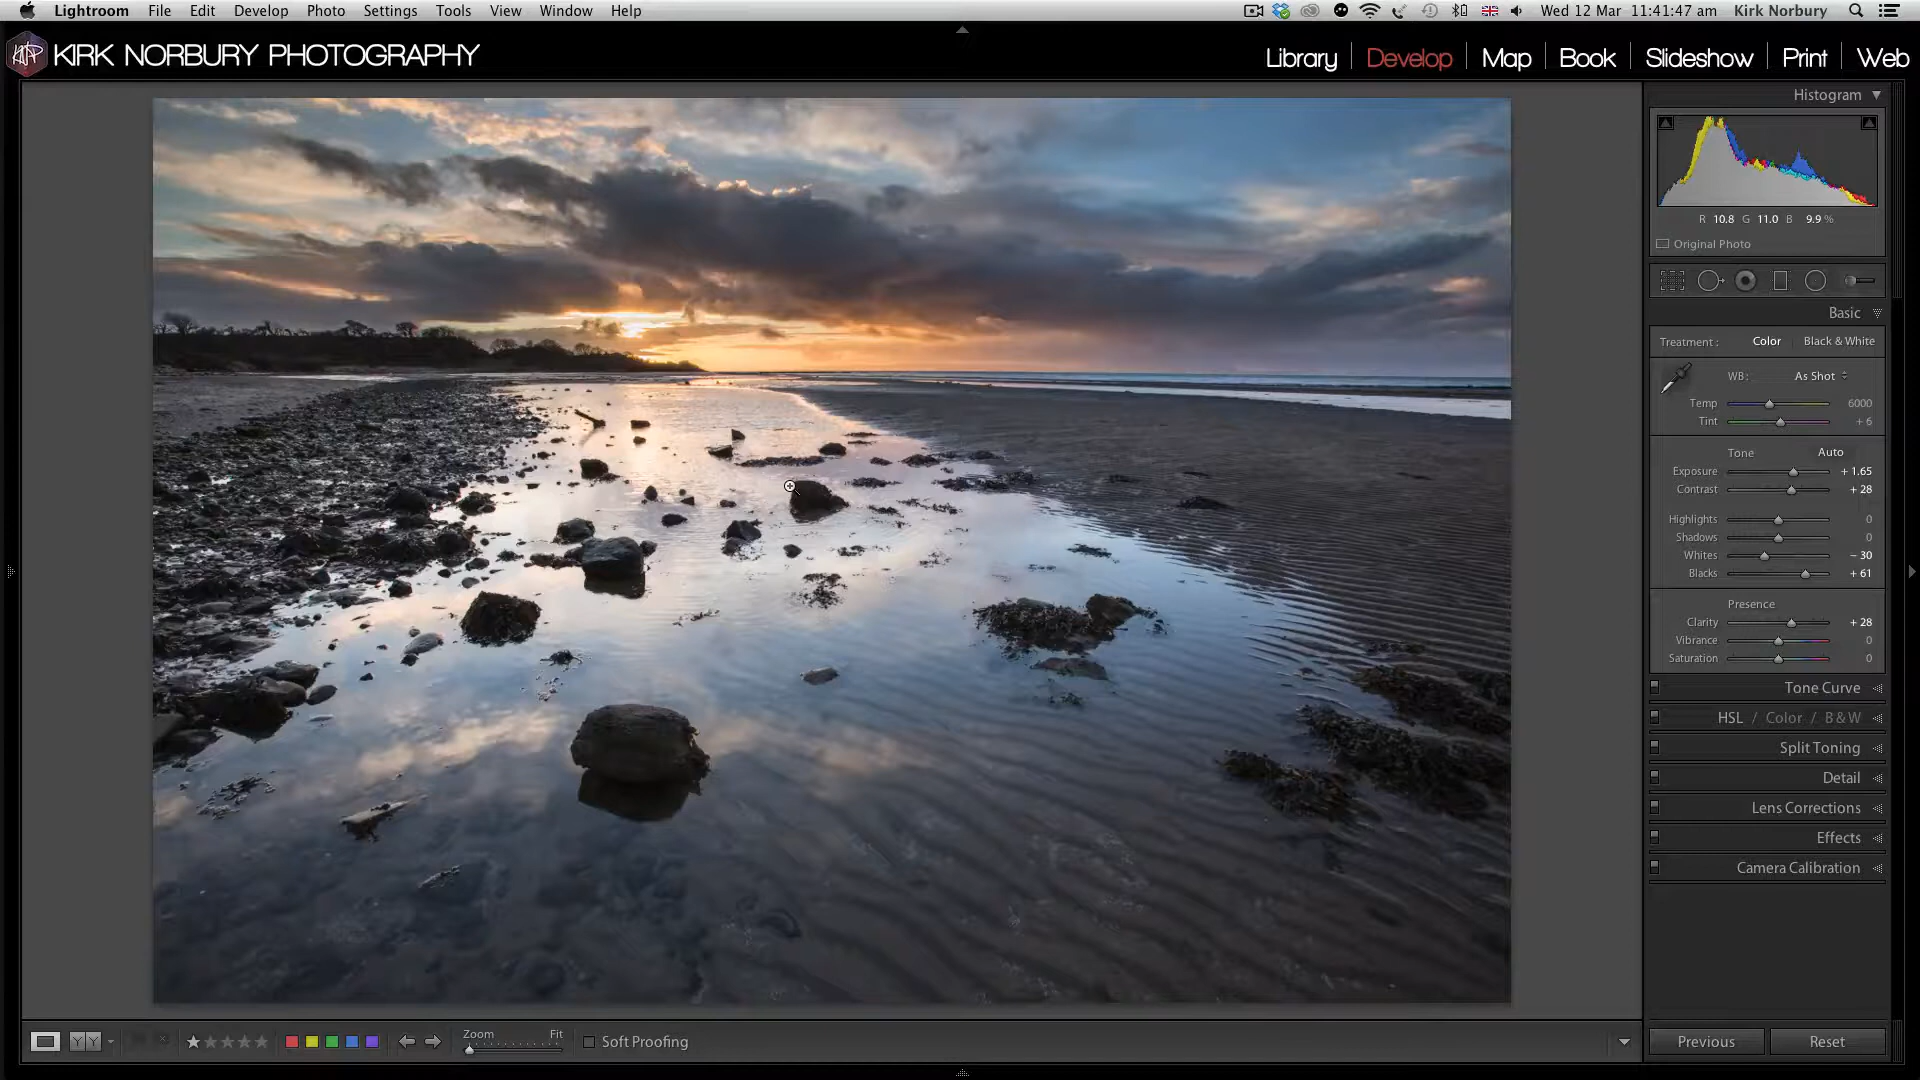 Lightroom File Edit Develop Photo Settings Tools View Window Help Wed 12 Mar 11:41:47 am Kirk Norbury
KIRK NORBURY PHOTOGRAPHY
Library Develop Map Book Slideshow Print Web
Histogram
R 10.8 G 11.0 B 9.9 %
Original Photo
Basic
Treatment : Color Black & White
WB : As Shot
Temp 6000
Tint + 6
Tone Auto
Exposure + 1.65
Contrast + 28
Highlights 0
Shadows 0
Whites – 30
Blacks + 61
Presence
Clarity + 28
Vibrance 0
Saturation 0
Tone Curve
HSL / Color / B & W
Split Toning
Detail
Lens Corrections
Effects
Camera Calibration
YY Zoom Fit Soft Proofing
Previous Reset